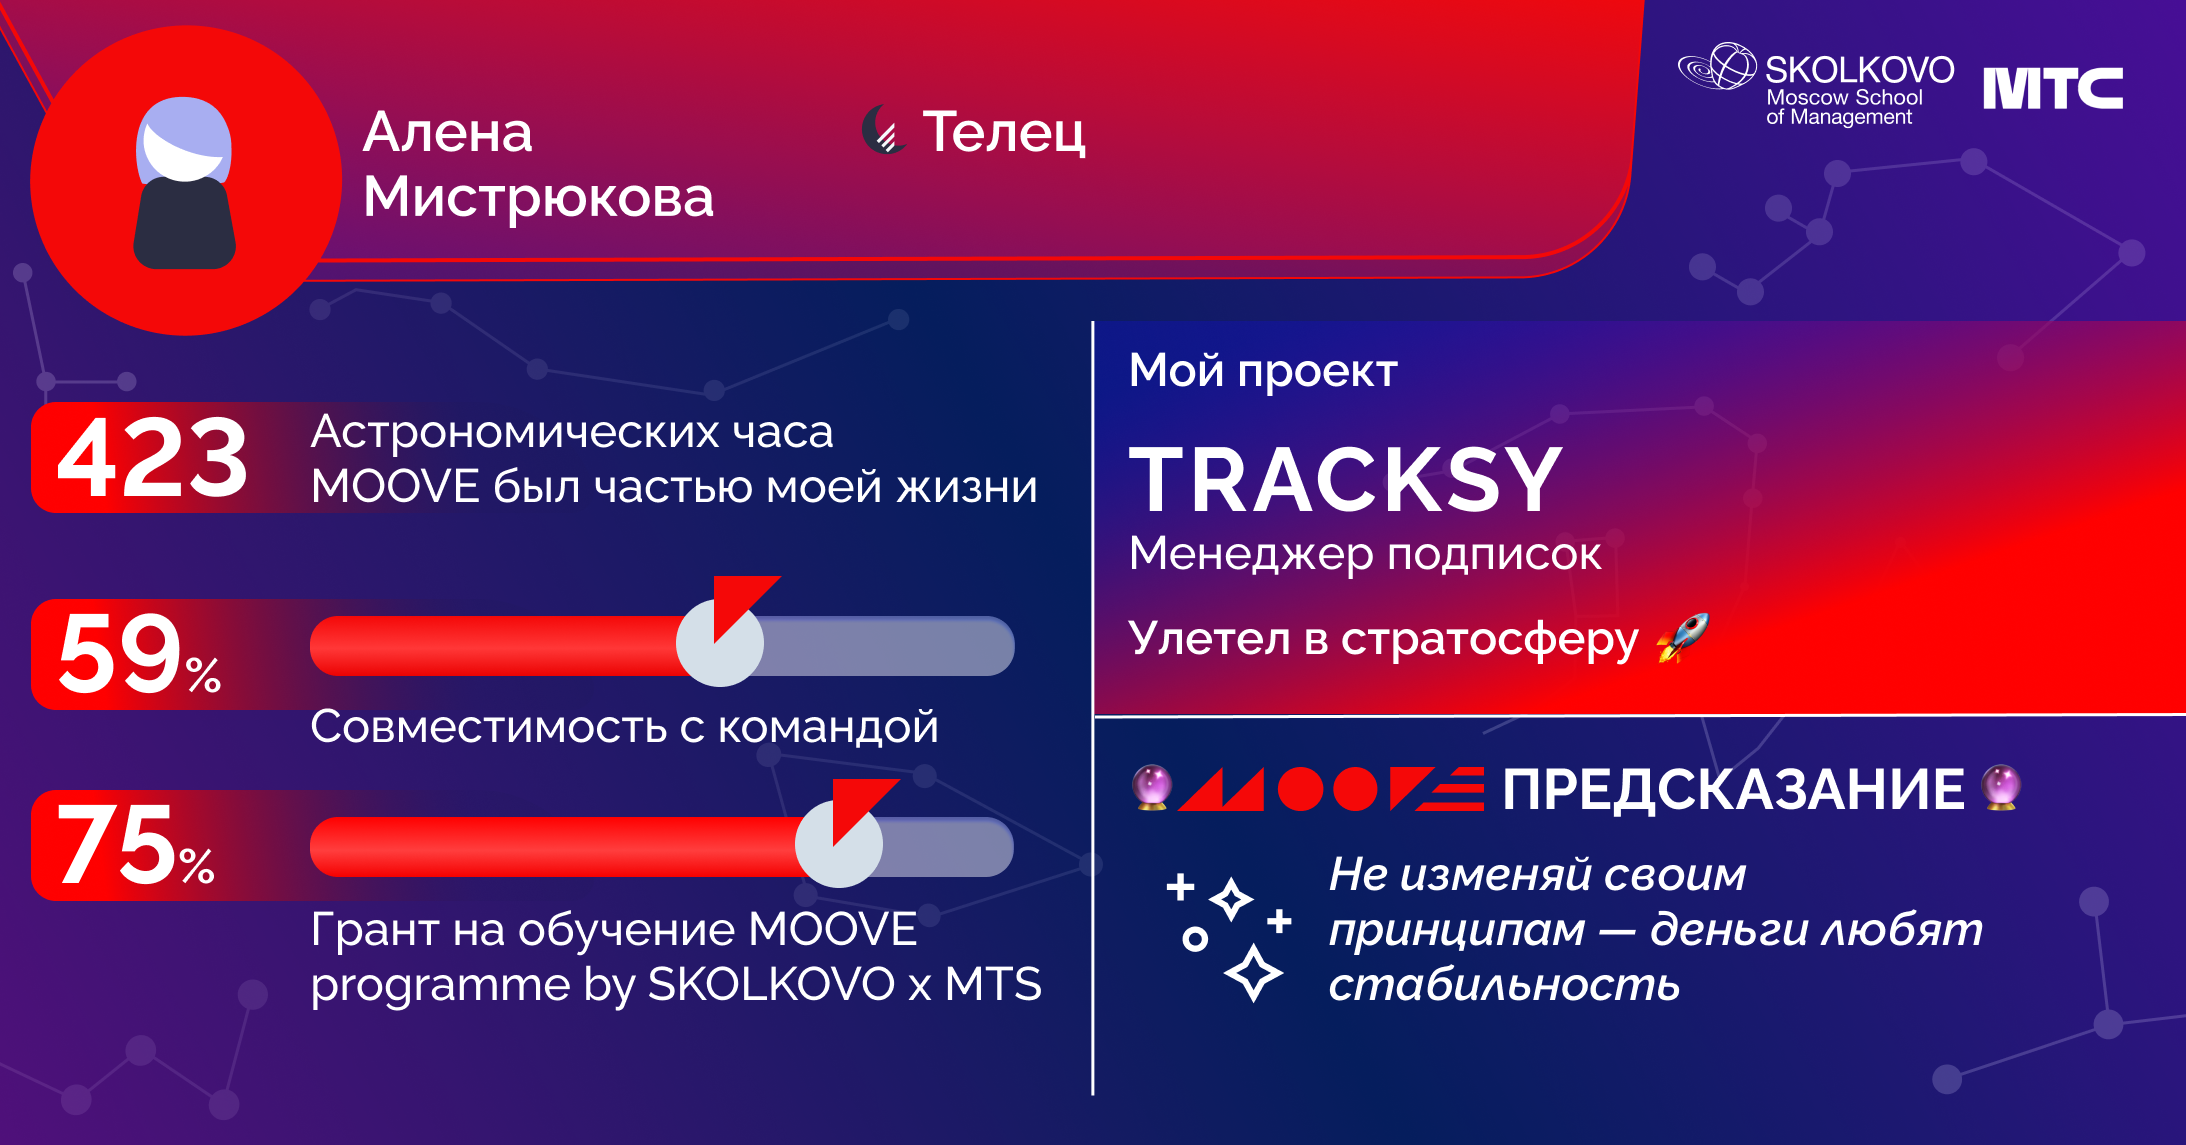 Алена
Мистрюкова
Телец
SKOLKOVO
Moscow School
of Management
МТС
423
Астрономических часа
MOOVE был частью моей жизни
59%
Совместимость с командой
75%
Грант на обучение MOOVE
programme by SKOLKOVO x MTS
Мой проект
TRACKSY
Менеджер подписок
Улетел в стратосферу 🚀
🔮 MOOVE ПРЕДСКАЗАНИЕ 🔮
Не изменяй своим
принципам — деньги любят
стабильность